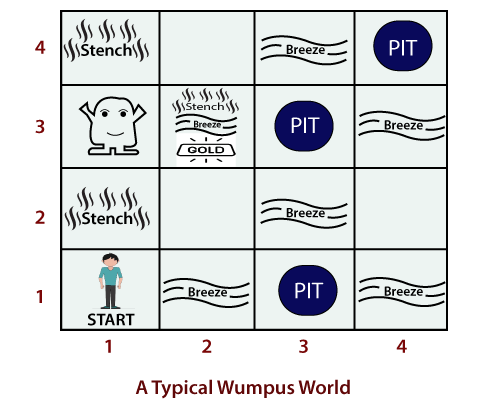 4 Stench Breeze PIT
3 Stench PIT Breeze
Breeze
GOLD
2 Stench Breeze
1 START Breeze PIT Breeze
1 2 3 4
A Typical Wumpus World